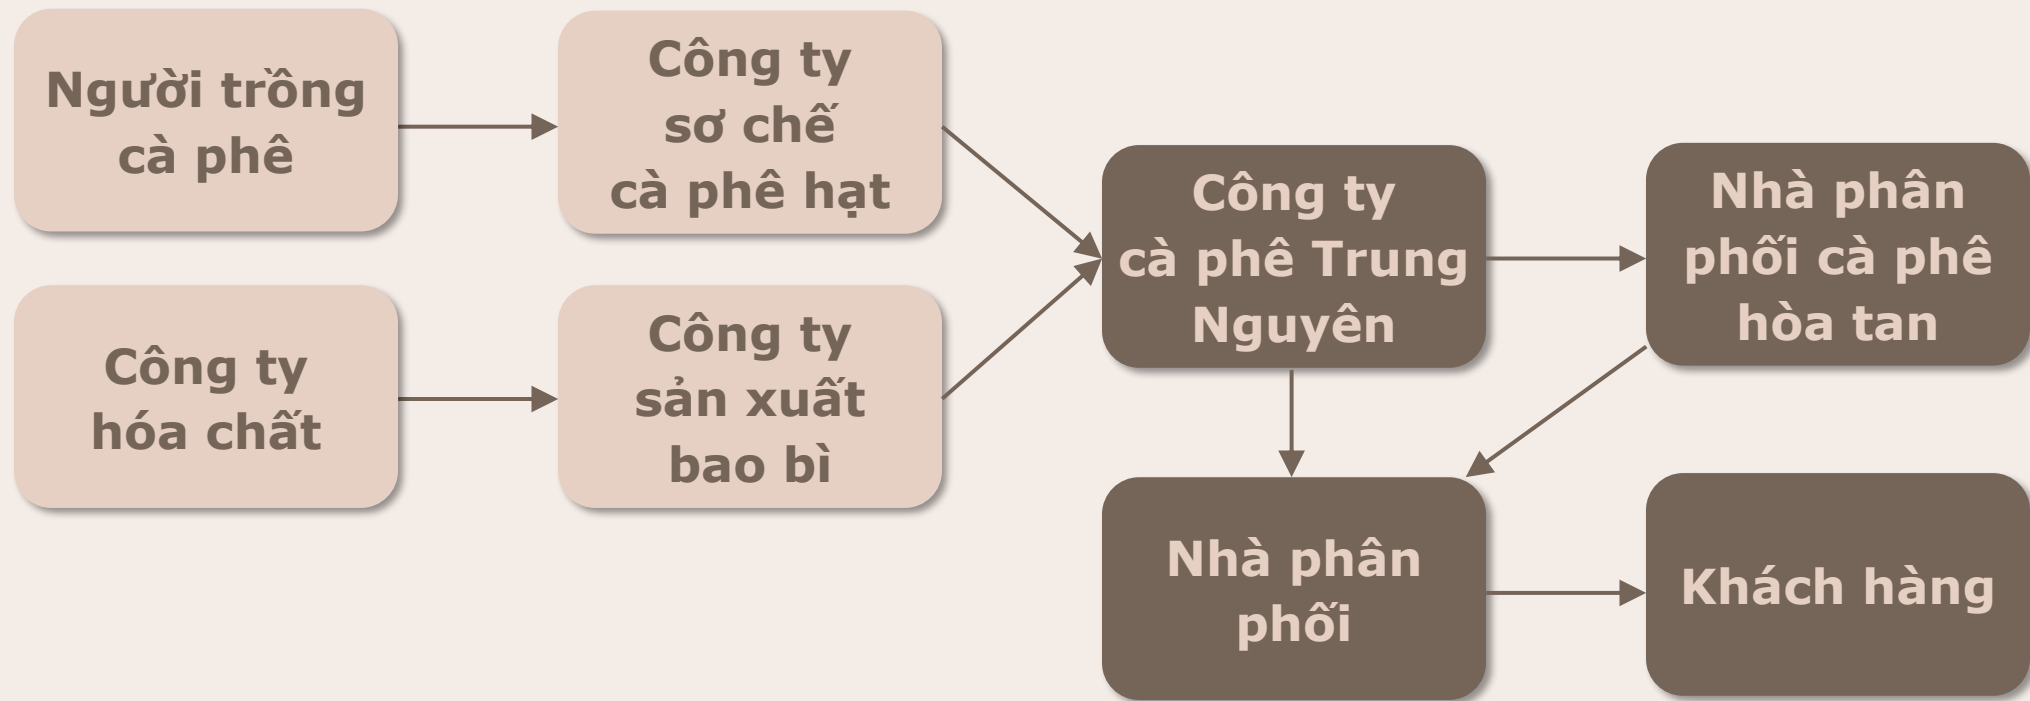 Người trồng
cà phê
Công ty
sơ chế
cà phê hạt
Công ty
hóa chất
Công ty
sản xuất
bao bì
Công ty
cà phê Trung
Nguyên
Nhà phân
phối cà phê
hòa tan
Nhà phân
phối
Khách hàng